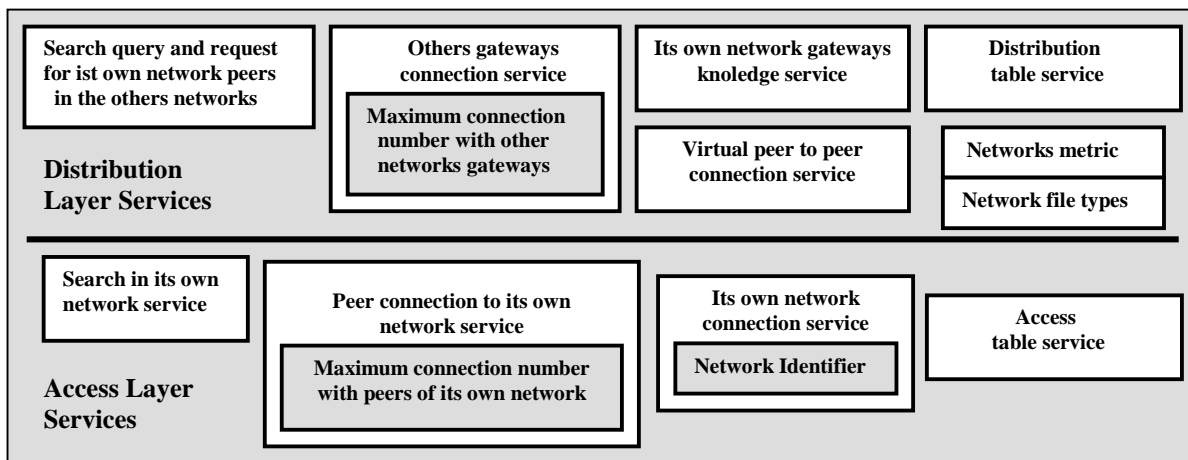 Search query and request
for ist own network peers
in the others networks
Others gateways
connection service
Maximum connection
number with other
networks gateways
Its own network gateways
knoledge service
Distribution
table service
Virtual peer to peer
connection service
Networks metric
Network file types
Distribution
Layer Services
Search in its own
network service
Peer connection to its own
network service
Maximum connection number
with peers of its own network
Its own network
connection service
Network Identifier
Access
table service
Access Layer
Services